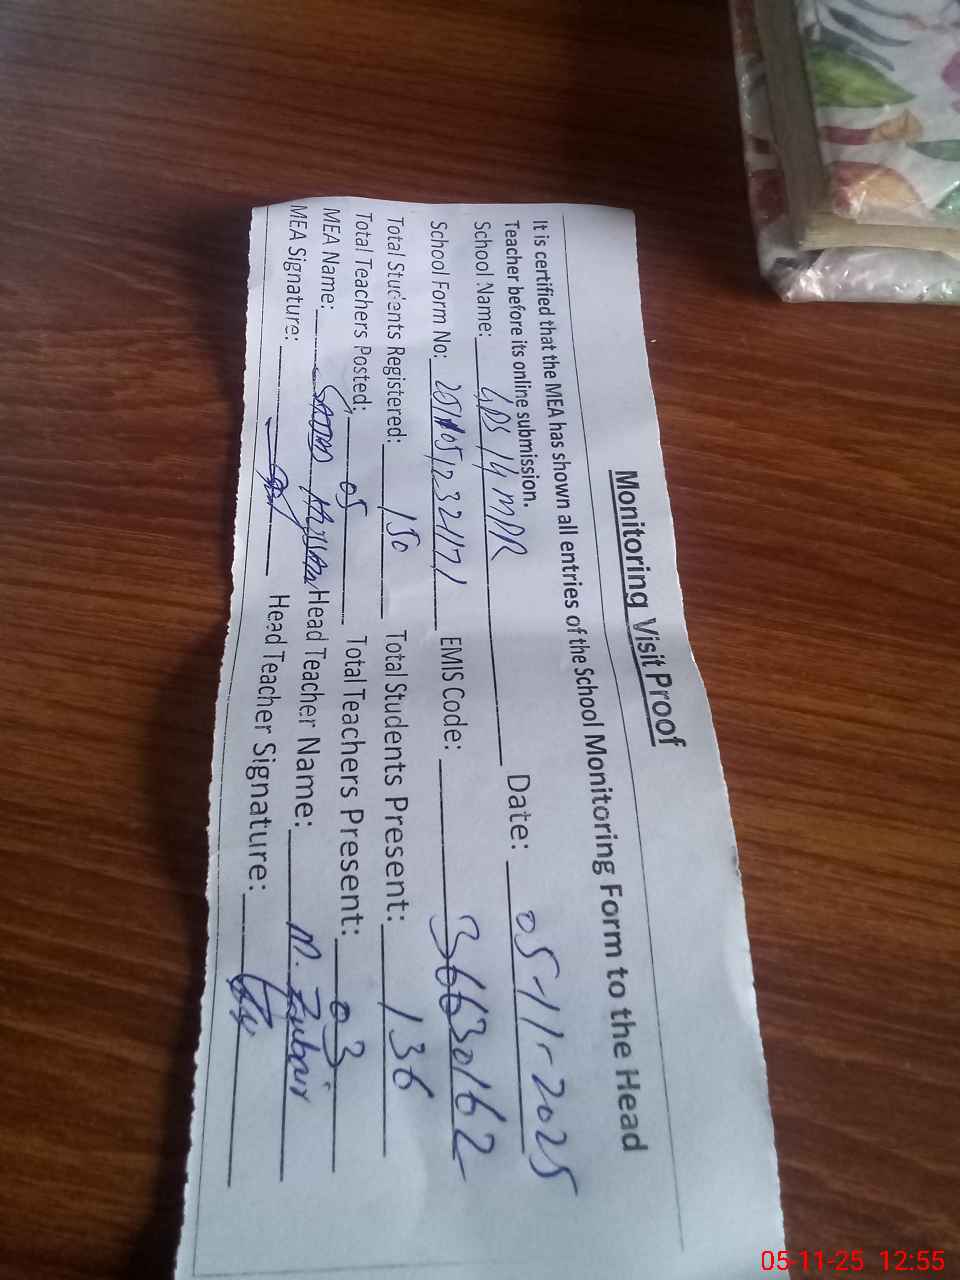 Monitoring Visit Proof
It is certified that the MEA has shown all entries of the School Monitoring Form to the Head
Teacher before its online submission.
School Name: GPS 14 MPR Date: 05-11-2025
School Form No: EMIS Code: 36630162
Total Students Registered: 150 Total Students Present: 136
Total Teachers Posted: 05 Total Teachers Present: 03
MEA Name: Hussain Head Teacher Name: M. Zubair
MEA Signature: Head Teacher Signature:
05-11-25 12:55